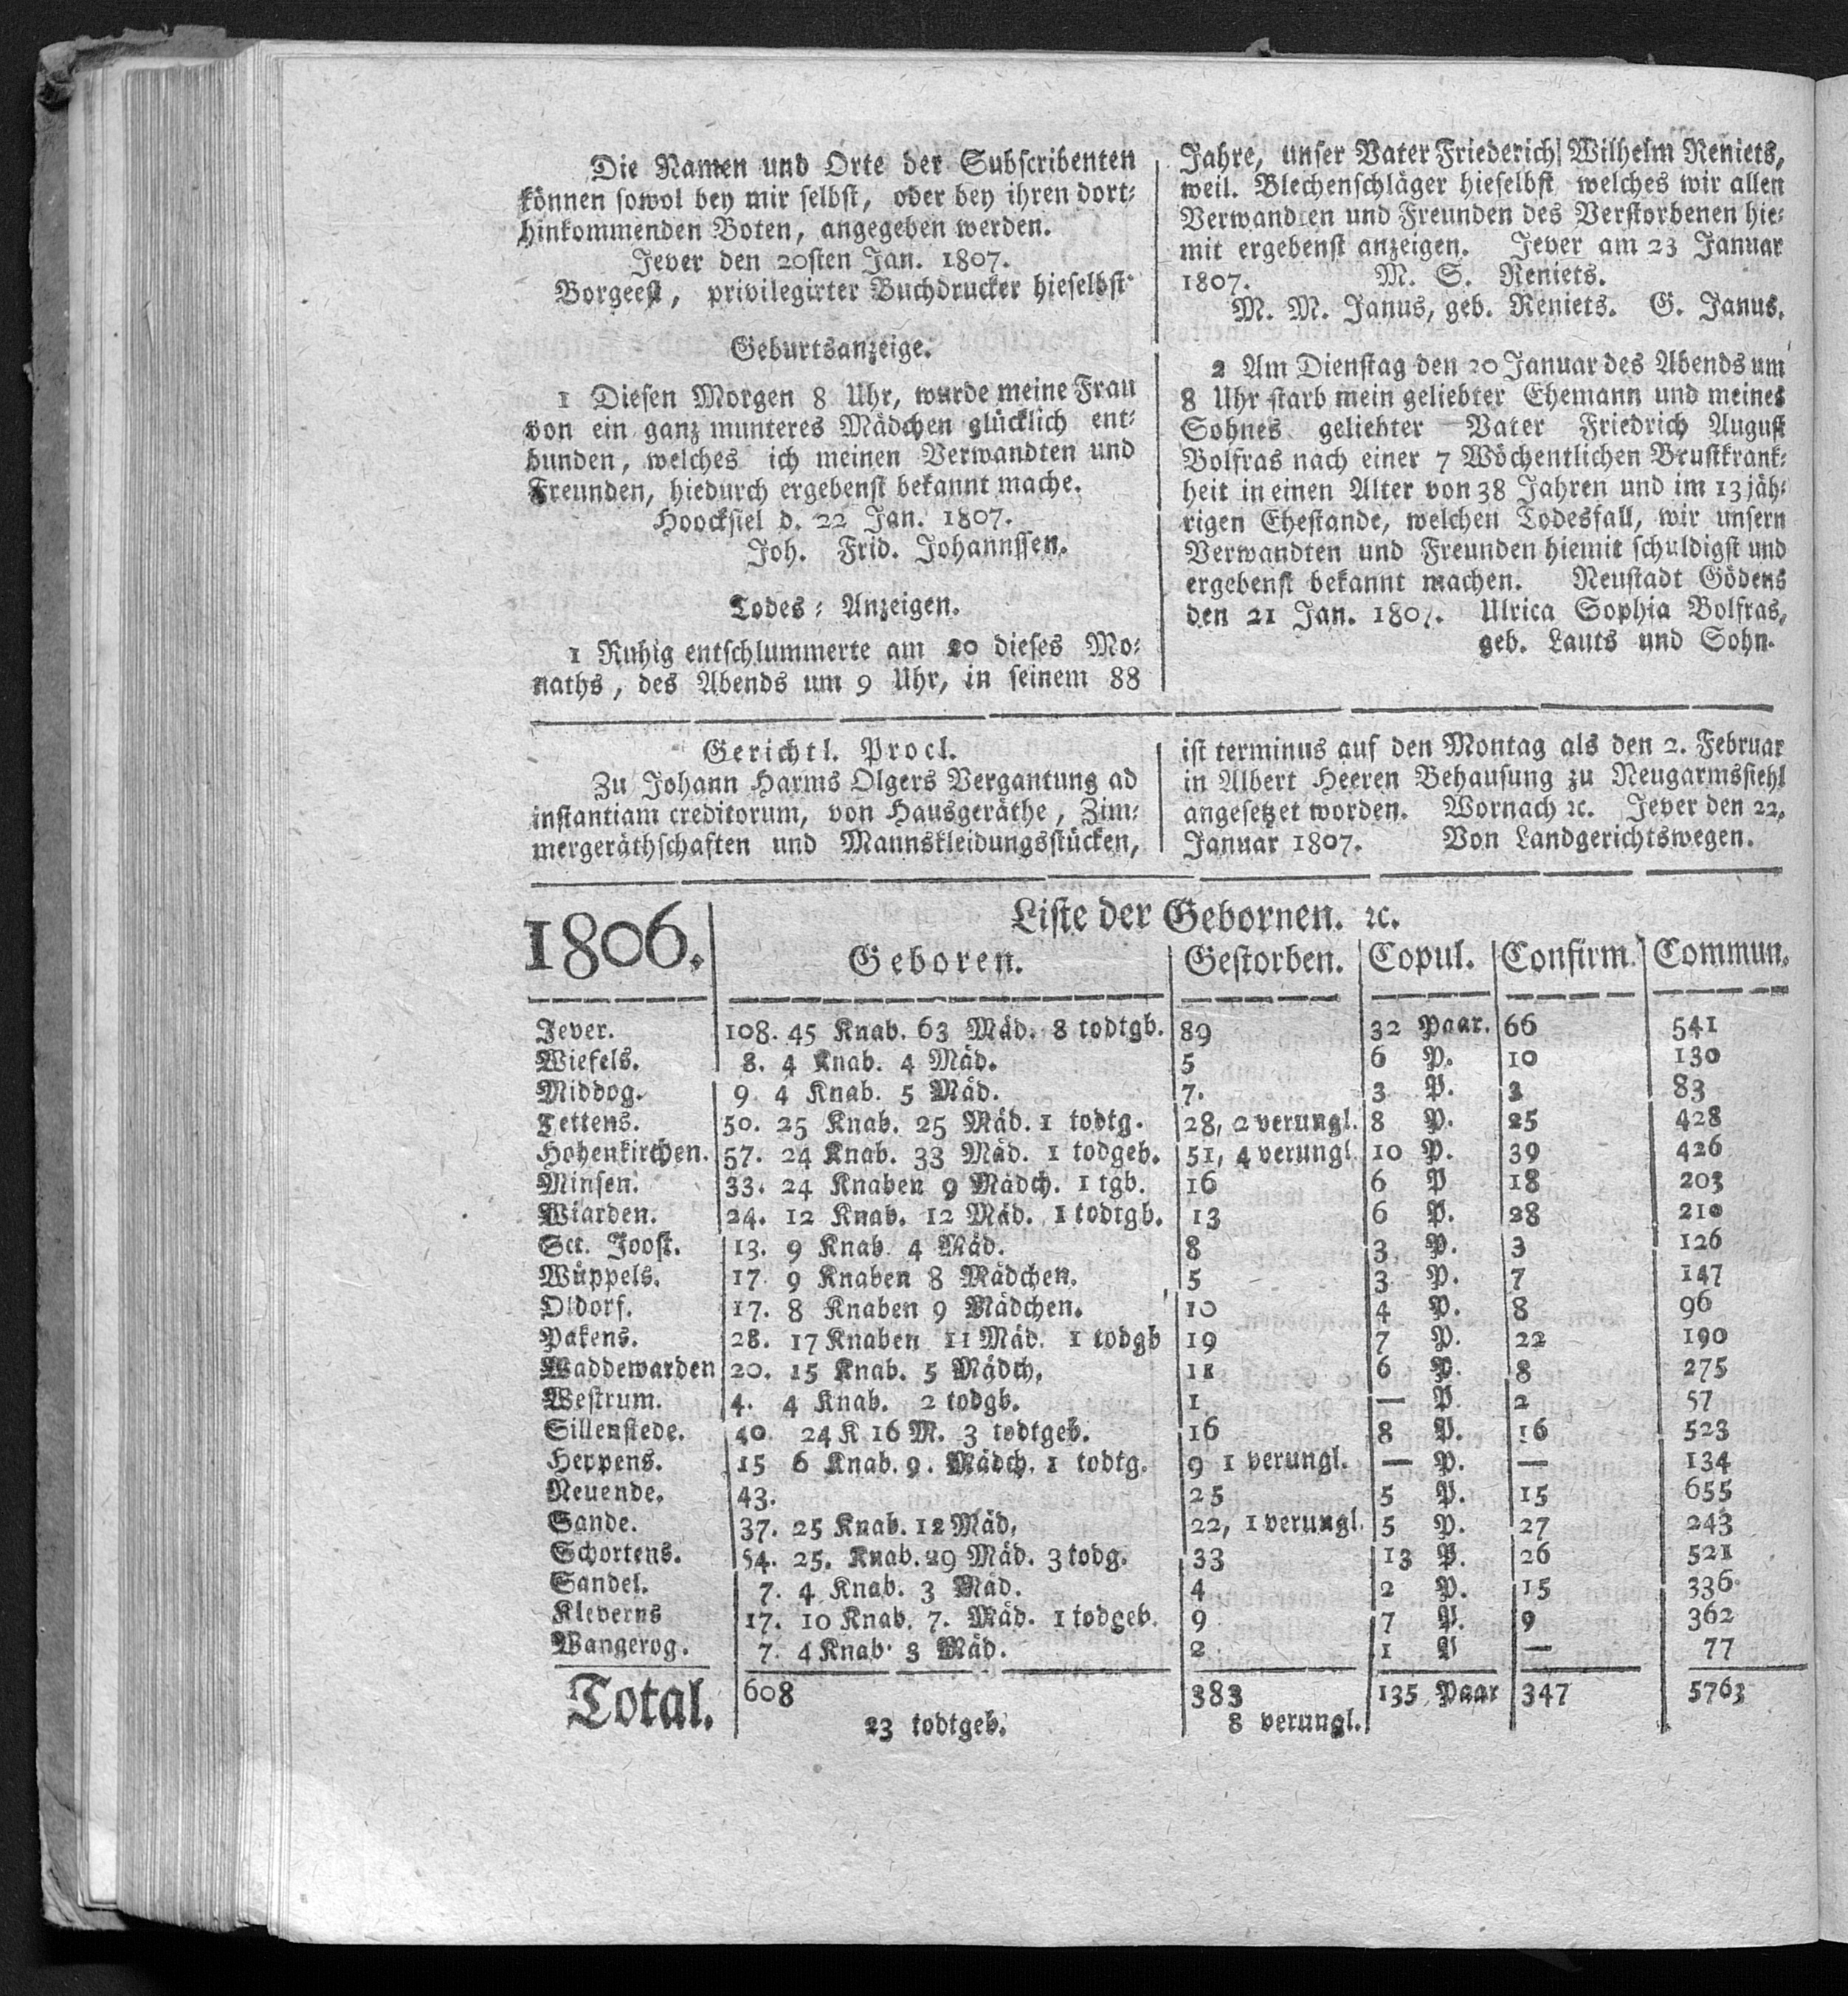 Die Namen und Orte der Subscribenten
können sowol bey mir selbst, oder bey ihren dort-
hinkommenden Boten, angegeben werden.
Jever den 20sten Jan. 1807.
Borgeest, privilegirter Buchdrucker hieselbst
Geburtsanzeige.
1 Diesen Morgen 8 Uhr, wurde meine Frau
von ein ganz munteres Mädchen glücklich ent-
bunden, welches ich meinen Verwandten und
Freunden, hiedurch ergebenst bekannt mache.
Hoocksiel d. 22 Jan. 1807.
Joh. Frid. Johannssen.
Todes-Anzeigen.
1 Ruhig entschlummerte am 20 dieses Mo-
naths, des Abends um 9 Uhr, in seinem 88
Jahre, unser Vater Friederich Wilhelm Reniets,
weil. Blechenschläger hieselbst welches wir allen
Verwandten und Freunden des Verstorbenen hie-
mit ergebenst anzeigen. Jever am 23 Januar
1807. M. S. Reniets.
M. M. Janus, geb. Reniets. G. Janus.
2 Am Dienstag den 20 Januar des Abends um
8 Uhr starb mein geliebter Ehemann und meines
Sohnes geliebter Vater Friedrich August
Bolfras nach einer 7 Wöchentlichen Brustkrank-
heit in einen Alter von 38 Jahren und im 13 jäh-
rigen Ehestande, welchen Todesfall, wir unsern
Verwandten und Freunden hiemit schuldigst und
ergebenst bekannt machen. Neustadt Gödens
den 21 Jan. 1807. Ulrica Sophia Bolfras,
geb. Lauts und Sohn.
Gerichtl. Procl.
Zu Johann Harms Olgers Vergantung ad
instantiam creditorum, von Hausgeräthe, Zim-
mergeräthschaften und Mannskleidungsstücken,
ist terminus auf den Montag als den 2. Februar
in Albert Heeren Behausung zu Neugarmssiehl
angesetzet worden. Wornach ꝛc. Jever den 22,
Januar 1807. Von Landgerichtswegen.
1806. Liste der Gebornen. ꝛc.
Geboren. Gestorben. Copul. Confirm. Commun.
Jever. 108. 45 Knab. 63 Mäd. 8 todtgb. 89 32 Paar. 66 541
Wiefels. 8. 4 Knab. 4 Mäd. 5 6 P. 10 130
Middog. 9 4 Knab. 5 Mäd. 7. 3 P. 3 83
Tettens. 50. 25 Knab. 25 Mäd. 1 todtg. 28, 2 verungl. 8 P. 25 428
Hohenkirchen. 57. 24 Knab. 33 Mäd. 1 todgeb. 51, 4 verungl 10 P. 39 426
Minsen. 33. 24 Knaben 9 Mädch. 1 tgb. 16 6 P 18 203
Wiarden. 24. 12 Knab. 12 Mäd. 1 todtgb. 13 6 P. 28 210
Sct. Joost. 13. 9 Knab. 4 Mäd. 8 3 P. 3 126
Wüppels. 17. 9 Knaben 8 Mädchen. 5 3 P. 7 147
Oldorf. 17. 8 Knaben 9 Mädchen. 10 4 P. 8 96
Pakens. 28. 17 Knaben 11 Mäd. 1 todgb 19 7 P. 22 190
Waddewarden 20. 15 Knab. 5 Mädch, 11 6 P. 8 275
Westrum. 4. 4 Knab. 2 todgb. 1 — P. 2 57
Sillenstede. 40. 24 K 16 M. 3 todtgeb. 16 8 P. 16 523
Heppens. 15 6 Knab. 9. Mädch. 1 todtg. 9 1 verungl. — P. — 134
Neuende. 43. 25 5 P. 15 655
Sande. 37. 25 Knab. 12 Mäd, 22, 1 verungl. 5 P. 27 243
Schortens. 54. 25. Knab. 29 Mäd. 3 todg. 33 13 P. 26 521
Sandel. 7. 4 Knab. 3 Mäd. 4 2 P. 15 336
Kleverns 17. 10 Knab. 7. Mäd. 1 todgeb. 9 7 P. 9 362
Wangerog. 7. 4 Knab. 3 Mäd. 2 1 P — 77
Total. 608 383 135 Paar 347 5763
23 todtgeb. 8 verungl.